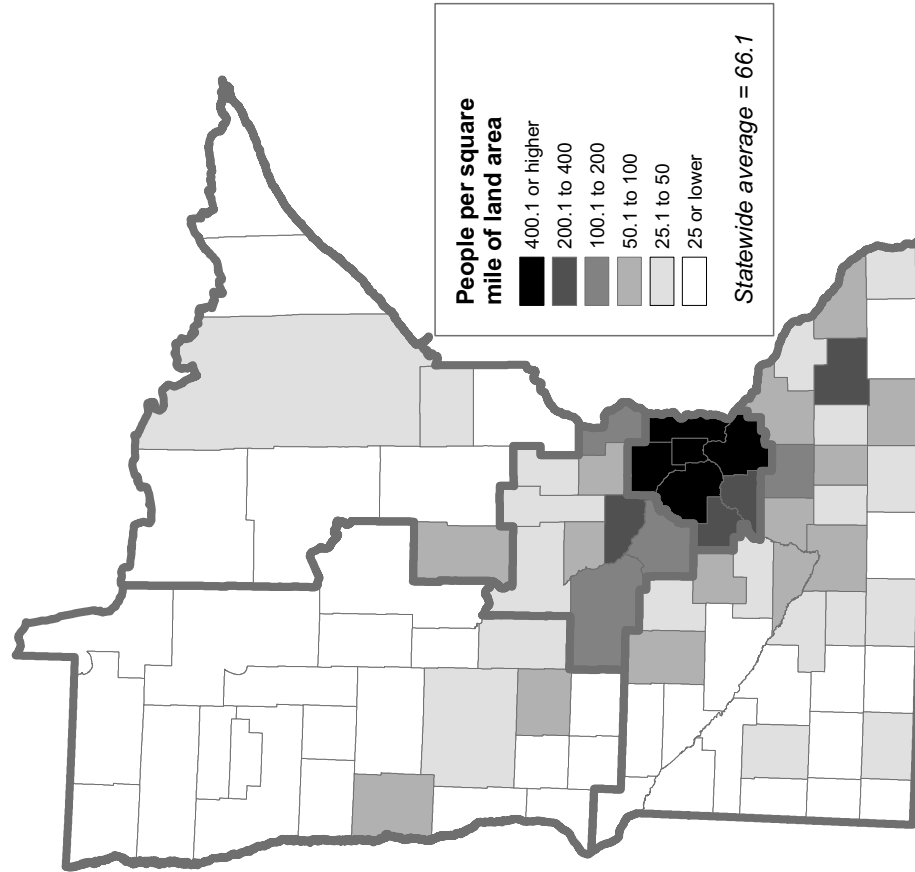 People per square
mile of land area
400.1 or higher
200.1 to 400
100.1 to 200
50.1 to 100
25.1 to 50
25 or lower
Statewide average = 66.1